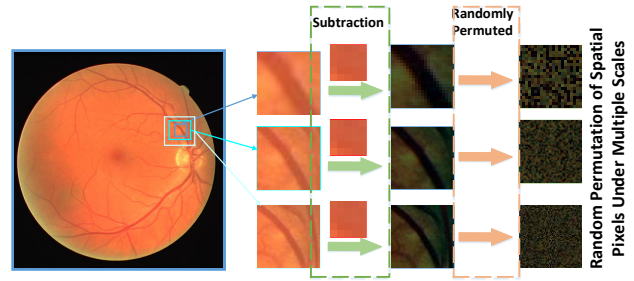 Subtraction
Randomly
Permuted
Random Permutation of Spatial
Pixels Under Multiple Scales